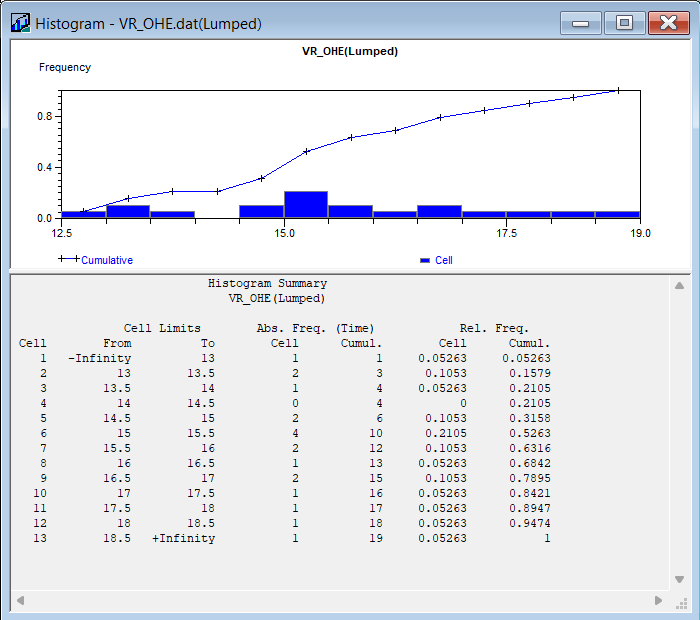 Histogram - VR_OHE.dat(Lumped)
VR_OHE(Lumped)
Frequency
0.8
0.4
0.0
12.5 15.0 17.5 19.0
Cumulative Cell
Histogram Summary
VR_OHE(Lumped)
Cell Limits Abs. Freq. (Time) Rel. Freq.
Cell From To Cell Cumul. Cell Cumul.
1 -Infinity 13 1 1 0.05263 0.05263
2 13 13.5 2 3 0.1053 0.1579
3 13.5 14 1 4 0.05263 0.2105
4 14 14.5 0 4 0 0.2105
5 14.5 15 2 6 0.1053 0.3158
6 15 15.5 4 10 0.2105 0.5263
7 15.5 16 2 12 0.1053 0.6316
8 16 16.5 1 13 0.05263 0.6842
9 16.5 17 2 15 0.1053 0.7895
10 17 17.5 1 16 0.05263 0.8421
11 17.5 18 1 17 0.05263 0.8947
12 18 18.5 1 18 0.05263 0.9474
13 18.5 +Infinity 1 19 0.05263 1